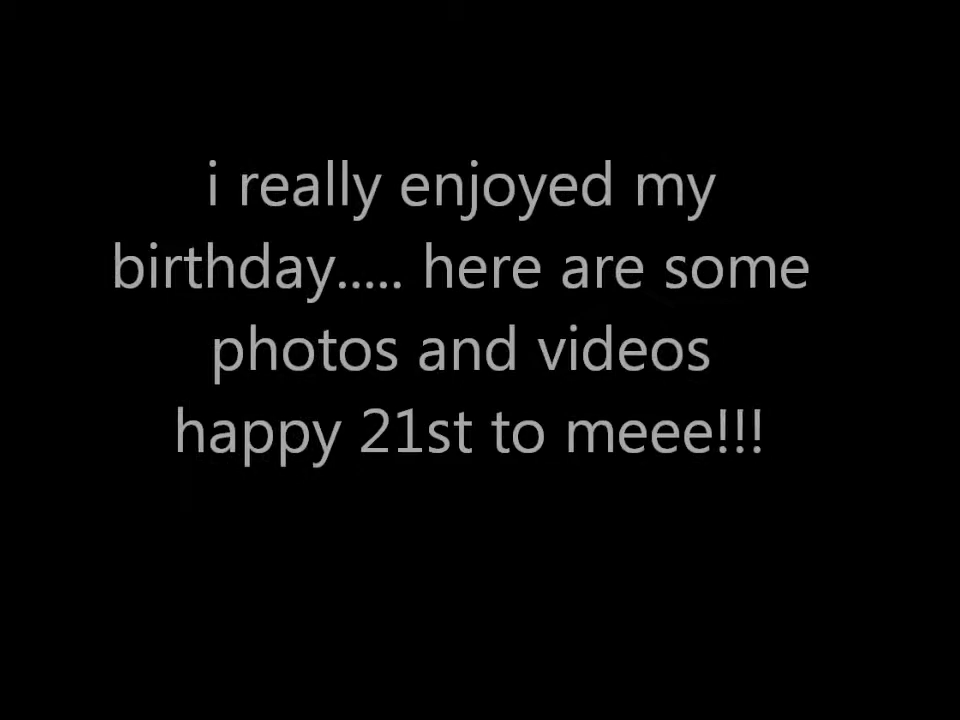 i really enjoyed my
birthday..... here are some
photos and videos
happy 21st to meee!!!